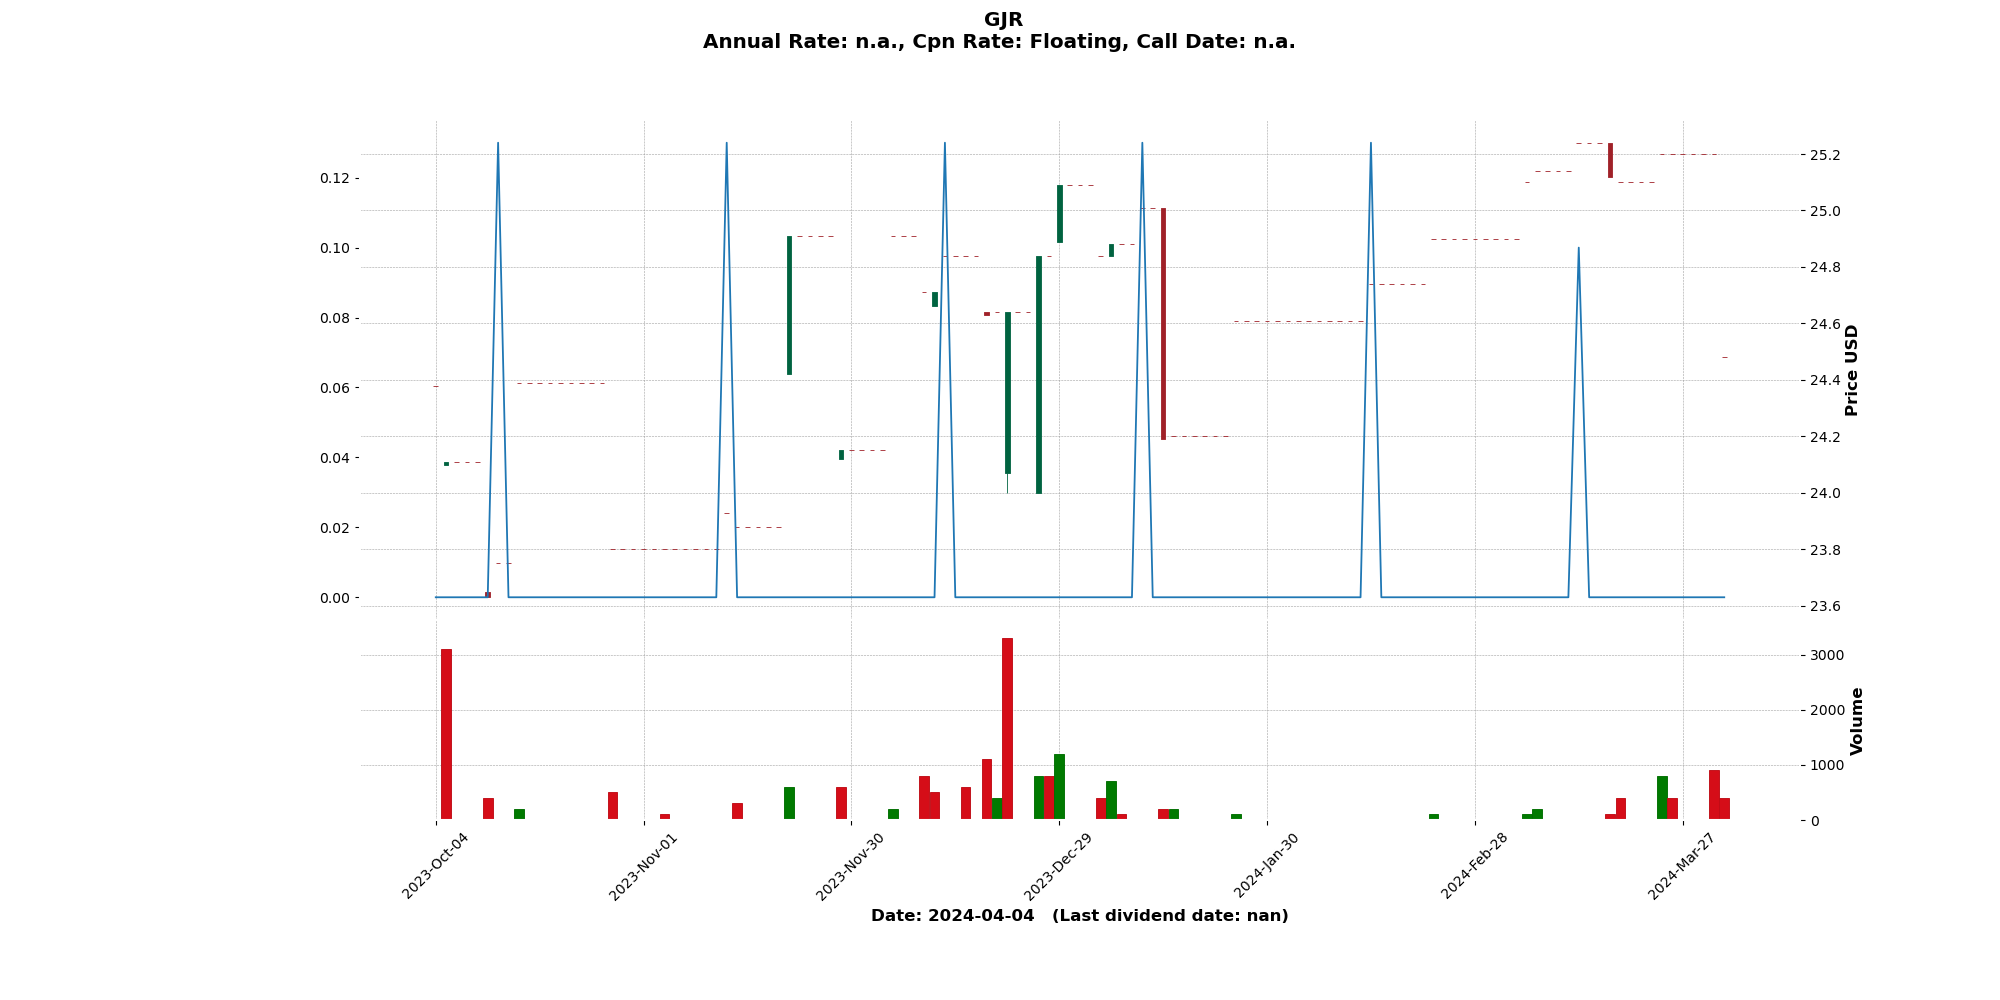 GJR
Annual Rate: n.a., Cpn Rate: Floating, Call Date: n.a.
0.12
0.10
0.08
0.06
0.04
0.02
0.00
25.2
25.0
24.8
24.6
24.4
24.2
24.0
23.8
23.6
Price USD
3000
2000
1000
0
Volume
2023-Oct-04
2023-Nov-01
2023-Nov-30
2023-Dec-29
2024-Jan-30
2024-Feb-28
2024-Mar-27
Date: 2024-04-04 (Last dividend date: nan)